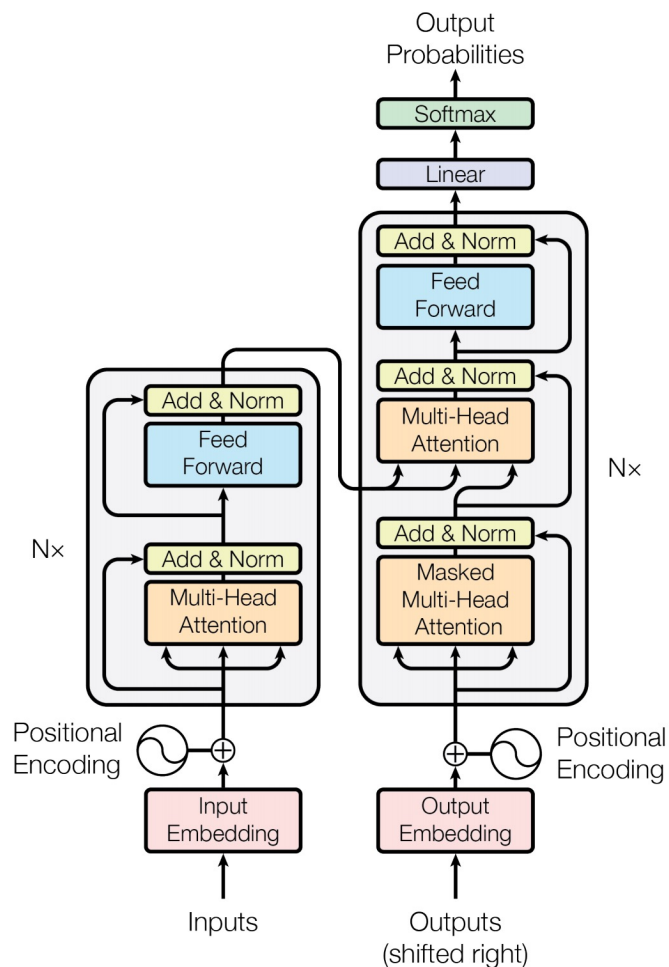 Output
Probabilities
Softmax
Linear
Add & Norm
Feed
Forward
Add & Norm
Multi-Head
Attention
Add & Norm
Masked
Multi-Head
Attention
Nx
Add & Norm
Feed
Forward
Add & Norm
Multi-Head
Attention
Nx
Positional
Encoding
Positional
Encoding
Input
Embedding
Output
Embedding
Inputs
Outputs
(shifted right)